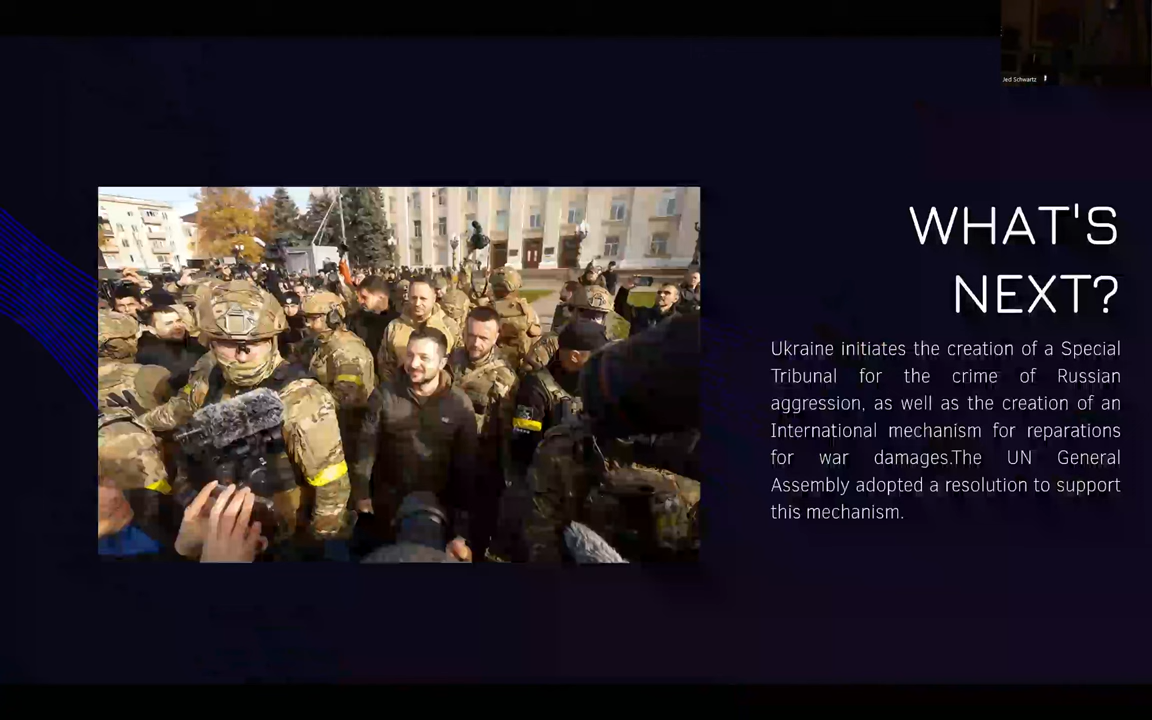 Jed Schwartz
WHAT'S
NEXT?
Ukraine initiates the creation of a Special
Tribunal for the crime of Russian
aggression, as well as the creation of an
International mechanism for reparations
for war damages.The UN General
Assembly adopted a resolution to support
this mechanism.